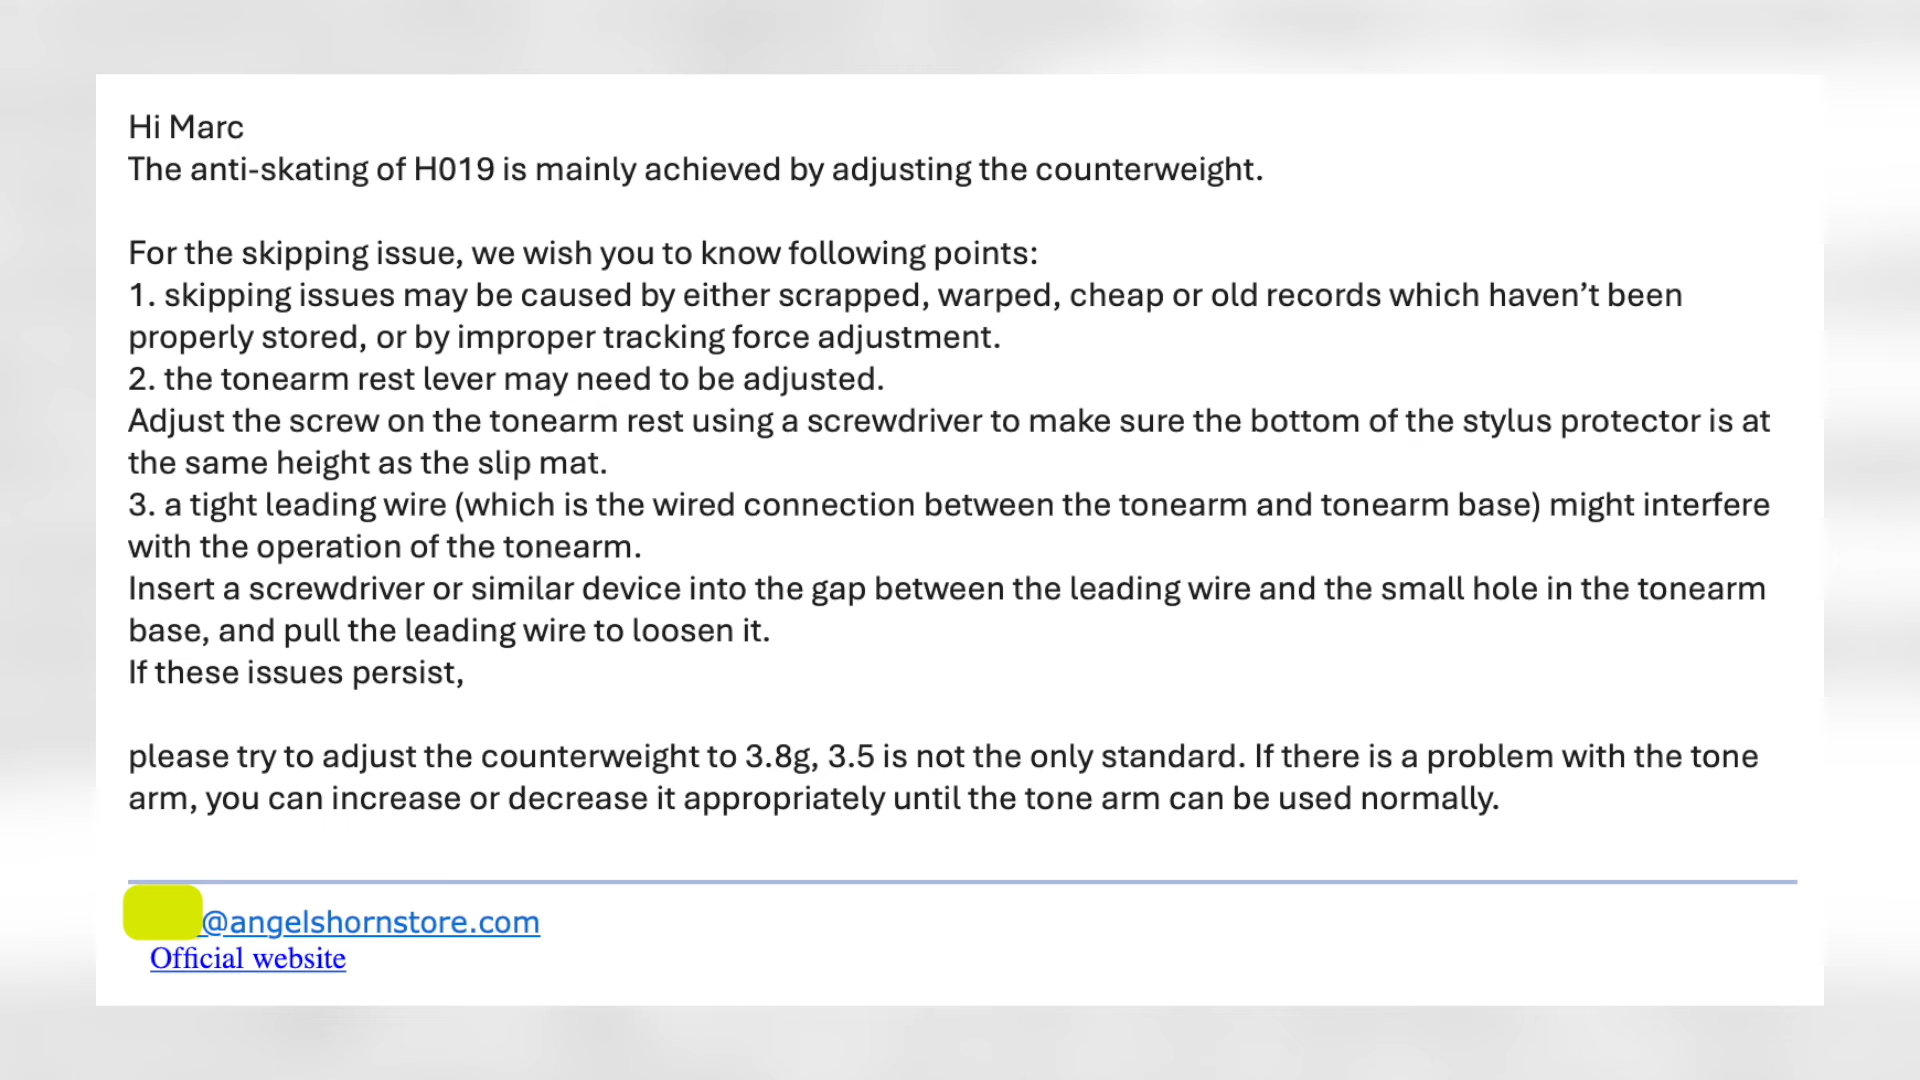 Hi Marc
The anti-skating of H019 is mainly achieved by adjusting the counterweight.
For the skipping issue, we wish you to know following points:
1. skipping issues may be caused by either scrapped, warped, cheap or old records which haven’t been
properly stored, or by improper tracking force adjustment.
2. the tonearm rest lever may need to be adjusted.
Adjust the screw on the tonearm rest using a screwdriver to make sure the bottom of the stylus protector is at
the same height as the slip mat.
3. a tight leading wire (which is the wired connection between the tonearm and tonearm base) might interfere
with the operation of the tonearm.
Insert a screwdriver or similar device into the gap between the leading wire and the small hole in the tonearm
base, and pull the leading wire to loosen it.
If these issues persist,
please try to adjust the counterweight to 3.8g, 3.5 is not the only standard. If there is a problem with the tone
arm, you can increase or decrease it appropriately until the tone arm can be used normally.
@angelshornstore.com
Official website